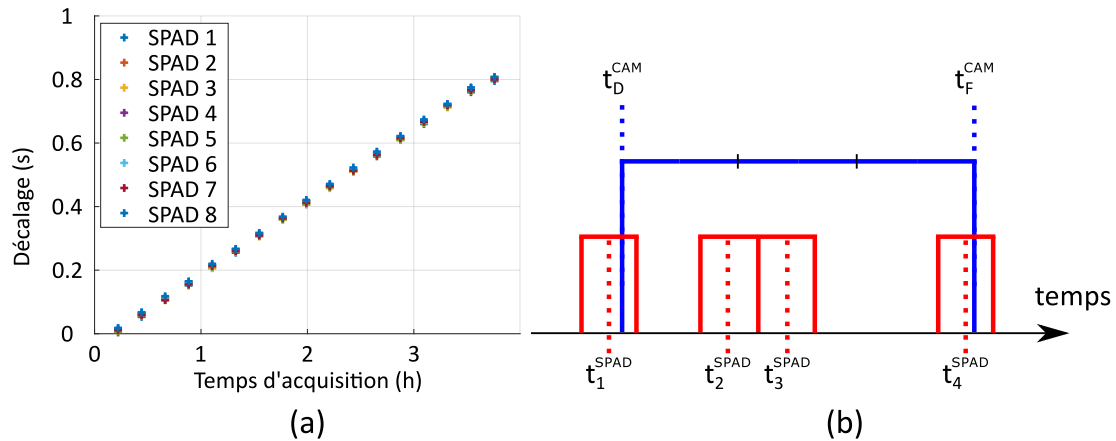 1
0.8
0.6
0.4
0.2
0
Décalage (s)
SPAD 1
SPAD 2
SPAD 3
SPAD 4
SPAD 5
SPAD 6
SPAD 7
SPAD 8
0 1 2 3
Temps d'acquisition (h)
(a)
t_D^CAM t_F^CAM
temps
t_1^SPAD t_2^SPAD t_3^SPAD t_4^SPAD
(b)